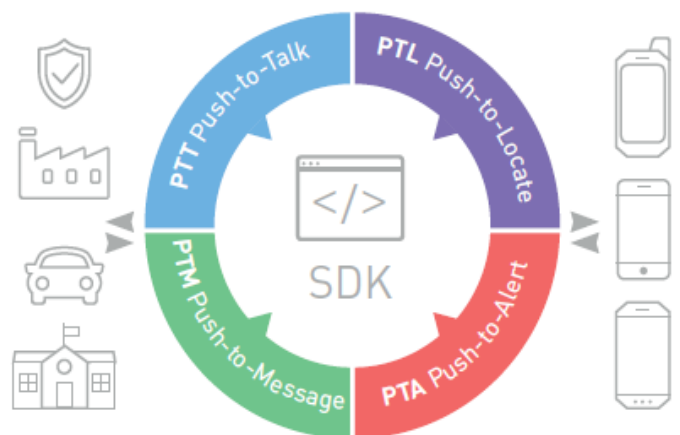 PTT Push-to-Talk
PTL Push-to-Locate
</>
SDK
PTM Push-to-Message
PTA Push-to-Alert